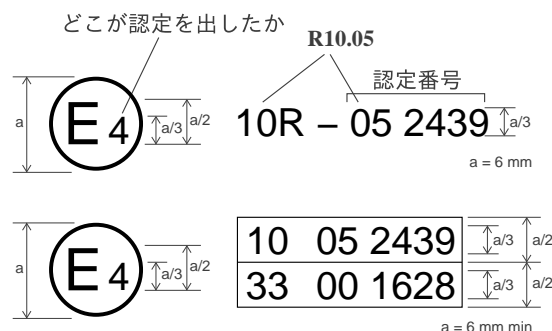 どこが認定を出したか
R10.05
認定番号
a
E 4
a/3
a/2
10R – 05 2439
a/3
a = 6 mm
a
E 4
a/3
a/2
10 05 2439
a/3
a/2
33 00 1628
a/3
a/2
a = 6 mm min